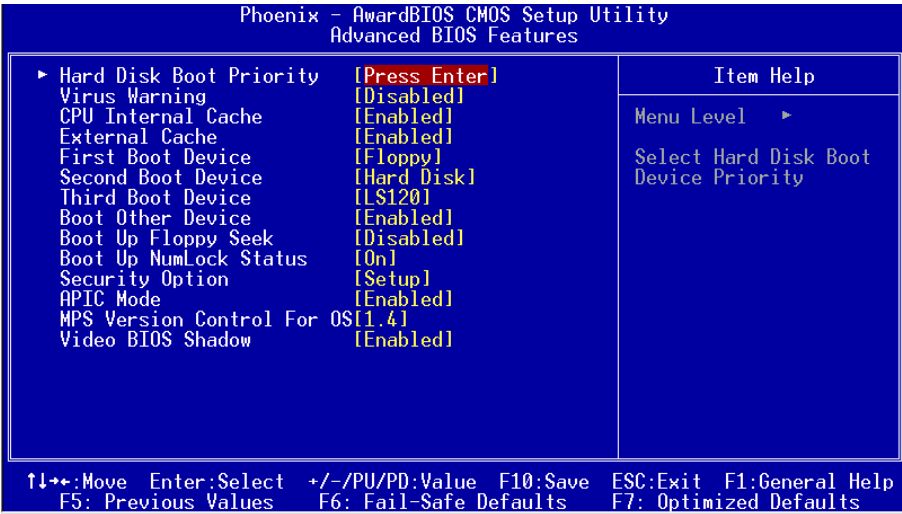 Phoenix - AwardBIOS CMOS Setup Utility
Advanced BIOS Features
► Hard Disk Boot Priority [Press Enter]
Virus Warning [Disabled]
CPU Internal Cache [Enabled]
External Cache [Enabled]
First Boot Device [Floppy]
Second Boot Device [Hard Disk]
Third Boot Device [LS120]
Boot Other Device [Enabled]
Boot Up Floppy Seek [Disabled]
Boot Up NumLock Status [On]
Security Option [Setup]
APIC Mode [Enabled]
MPS Version Control For OS[1.4]
Video BIOS Shadow [Enabled]
Item Help
Menu Level ►
Select Hard Disk Boot
Device Priority
↑↓→←:Move Enter:Select +/-/PU/PD:Value F10:Save ESC:Exit F1:General Help
F5: Previous Values F6: Fail-Safe Defaults F7: Optimized Defaults